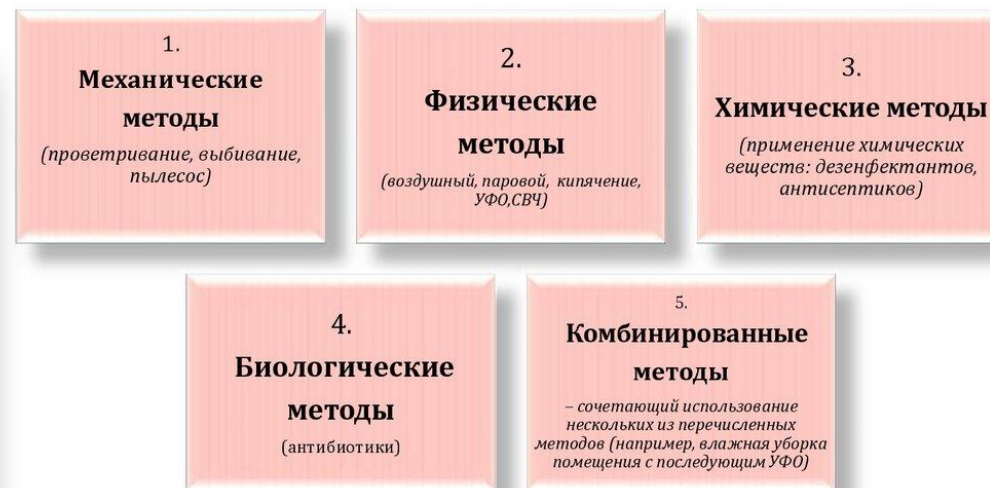 1.
Механические
методы
(проветривание, выбивание,
пылесос)
2.
Физические
методы
(воздушный, паровой, кипячение,
УФО,СВЧ)
3.
Химические методы
(применение химических
веществ: дезенфектантов,
антисептиков)
4.
Биологические
методы
(антибиотики)
5.
Комбинированные
методы
– сочетающий использование
нескольких из перечисленных
методов (например, влажная уборка
помещения с последующим УФО)